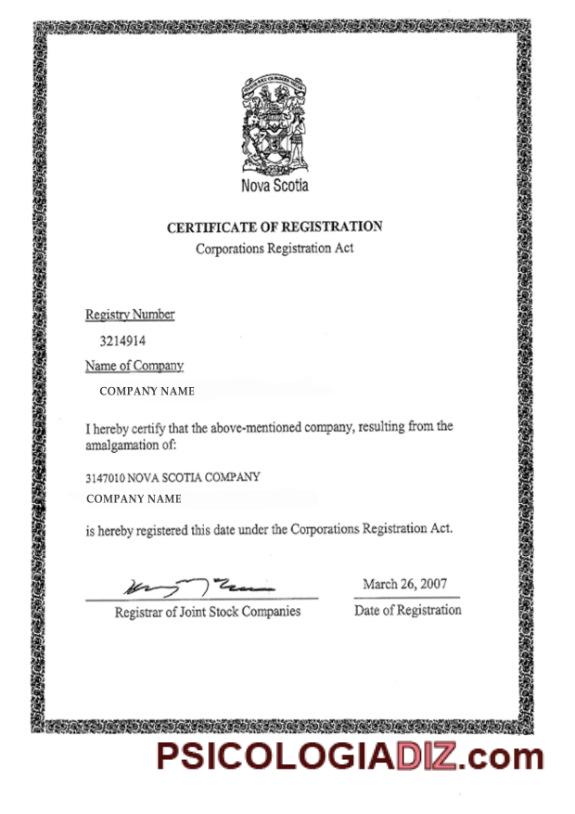 Nova Scotia
CERTIFICATE OF REGISTRATION
Corporations Registration Act
Registry Number
3214914
Name of Company
COMPANY NAME
I hereby certify that the above-mentioned company, resulting from the
amalgamation of:
3147010 NOVA SCOTIA COMPANY
COMPANY NAME
is hereby registered this date under the Corporations Registration Act.
March 26, 2007
Registrar of Joint Stock Companies
Date of Registration
PSICOLOGIADIZ.com